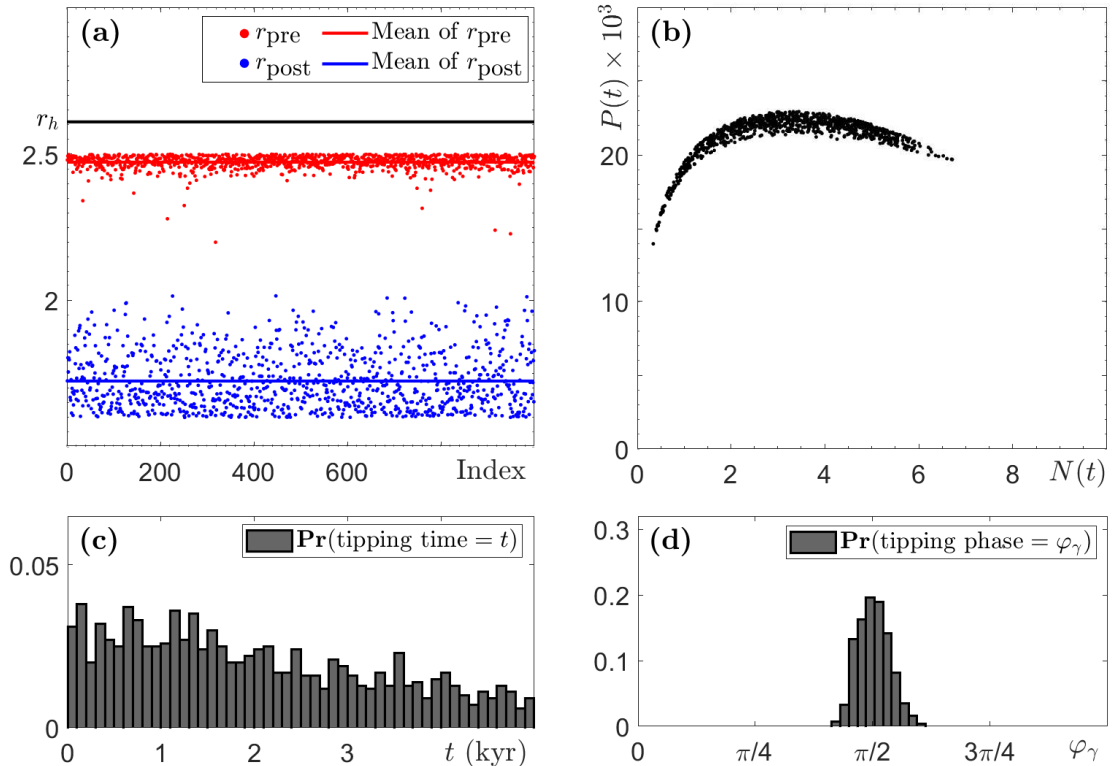 (a)
r_pre Mean of r_pre
r_post Mean of r_post
r_h
2.5
2
0 200 400 600 Index
(b)
P(t) × 10³
20
10
0
0 2 4 6 8 N(t)
(c)
Pr(tipping time = t)
0.05
0
0 1 2 3 t (kyr)
(d)
Pr(tipping phase = φ_γ)
0.3
0.2
0.1
0
0 π/4 π/2 3π/4 φ_γ